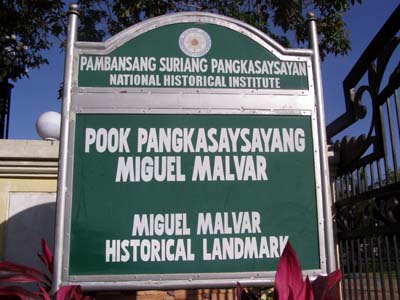 PAMBANSANG SURIANG PANGKASAYSAYAN
NATIONAL HISTORICAL INSTITUTE
POOK PANGKASAYSAYANG
MIGUEL MALVAR
MIGUEL MALVAR
HISTORICAL LANDMARK